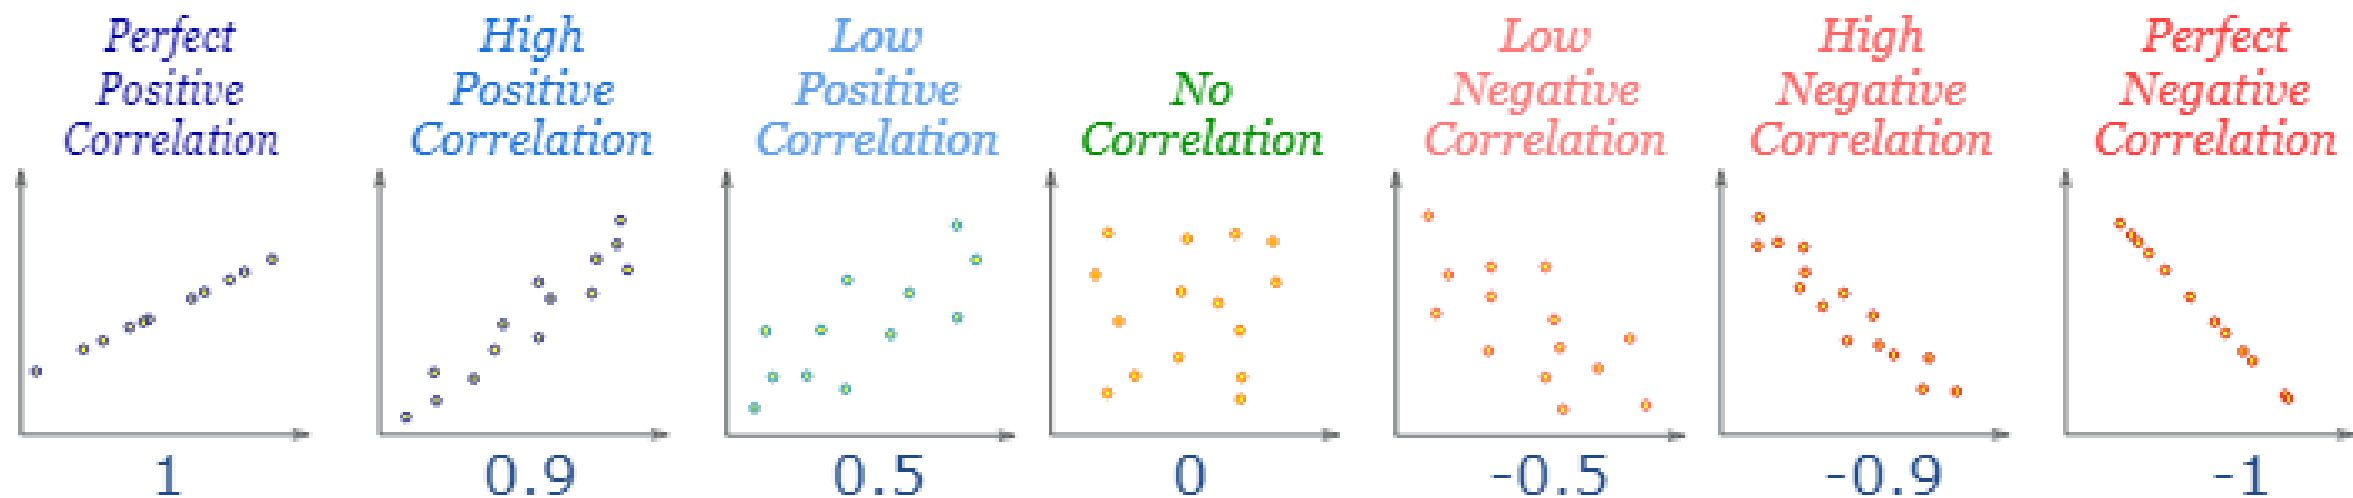 Perfect
Positive
Correlation
High
Positive
Correlation
Low
Positive
Correlation
No
Correlation
Low
Negative
Correlation
High
Negative
Correlation
Perfect
Negative
Correlation
1
0.9
0.5
0
-0.5
-0.9
-1